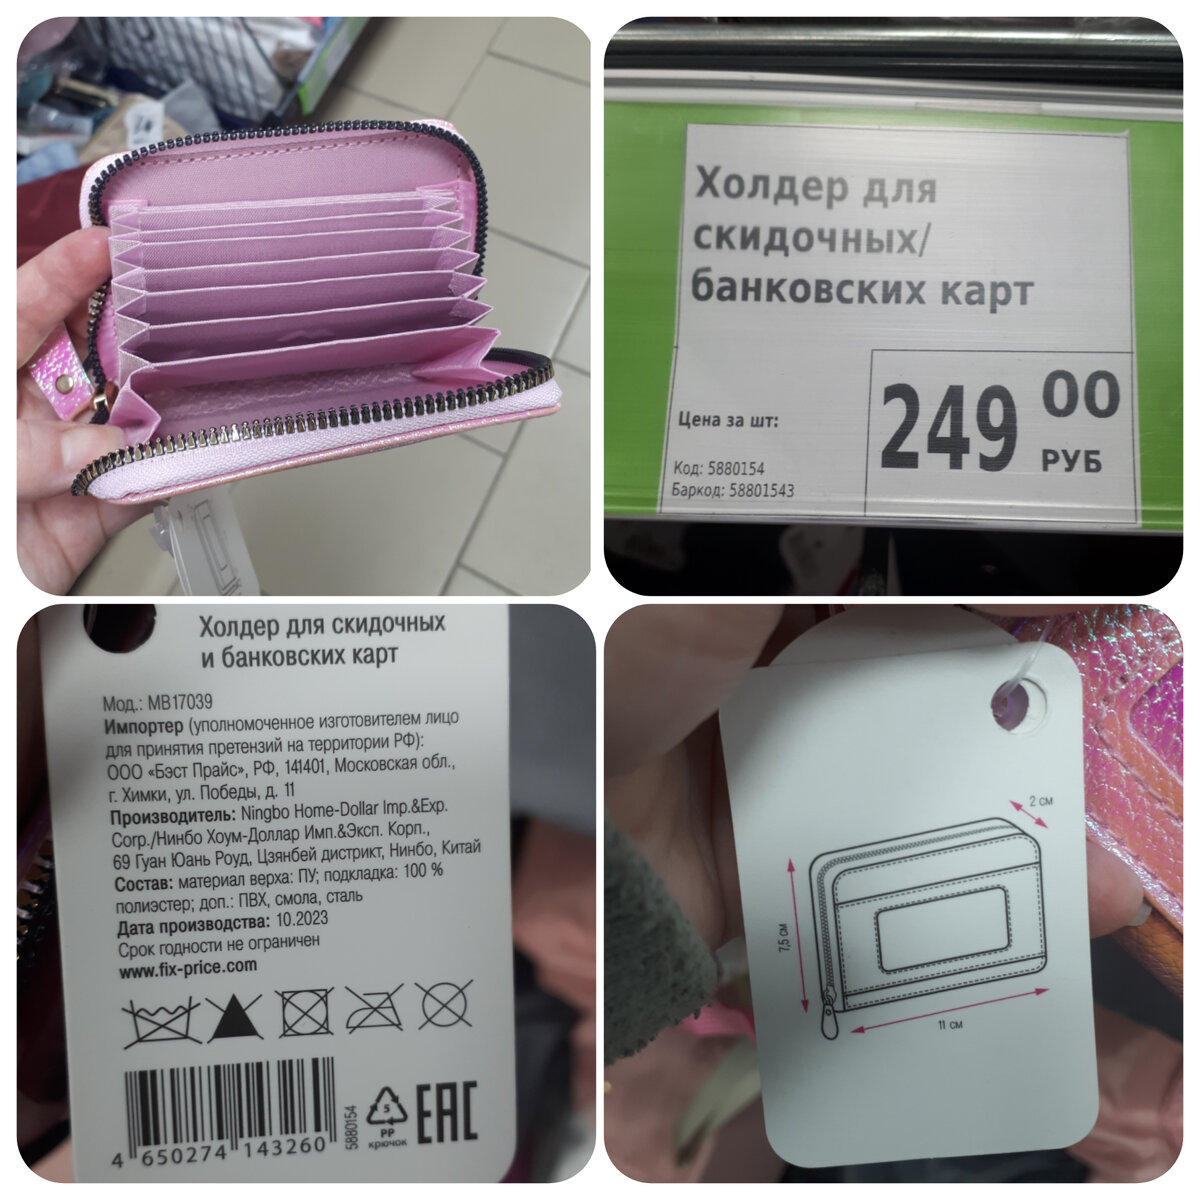 Холдер для
скидочных/
банковских карт
249 00
РУБ
Цена за шт:
Код: 5880154
Баркод: 58801543
Холдер для скидочных
и банковских карт
Мод.: MB17039
Импортер (уполномоченное изготовителем лицо
для принятия претензий на территории РФ):
ООО «Бэст Прайс», РФ, 141401, Московская обл.,
г. Химки, ул. Победы, д. 11
Производитель: Ningbo Home-Dollar Imp.&Exp.
Corp./Нинбо Хоум-Доллар Имп.&Эксп. Корп.,
69 Гуан Юань Роуд, Цзянбей дистрикт, Нинбо, Китай
Состав: материал верха: ПУ; подкладка: 100 %
полиэстер; доп.: ПВХ, смола, сталь
Дата производства: 10.2023
Срок годности не ограничен
www.fix-price.com
5880154
5
PP
крючок
EAC
4 650274 143260
2 см
7,5 см
11 см